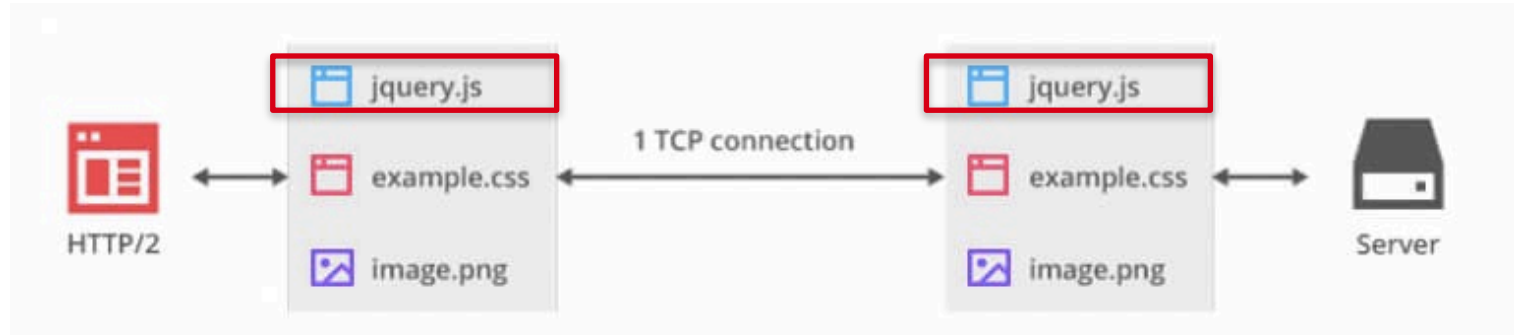 jquery.js
example.css
image.png
HTTP/2
1 TCP connection
jquery.js
example.css
image.png
Server